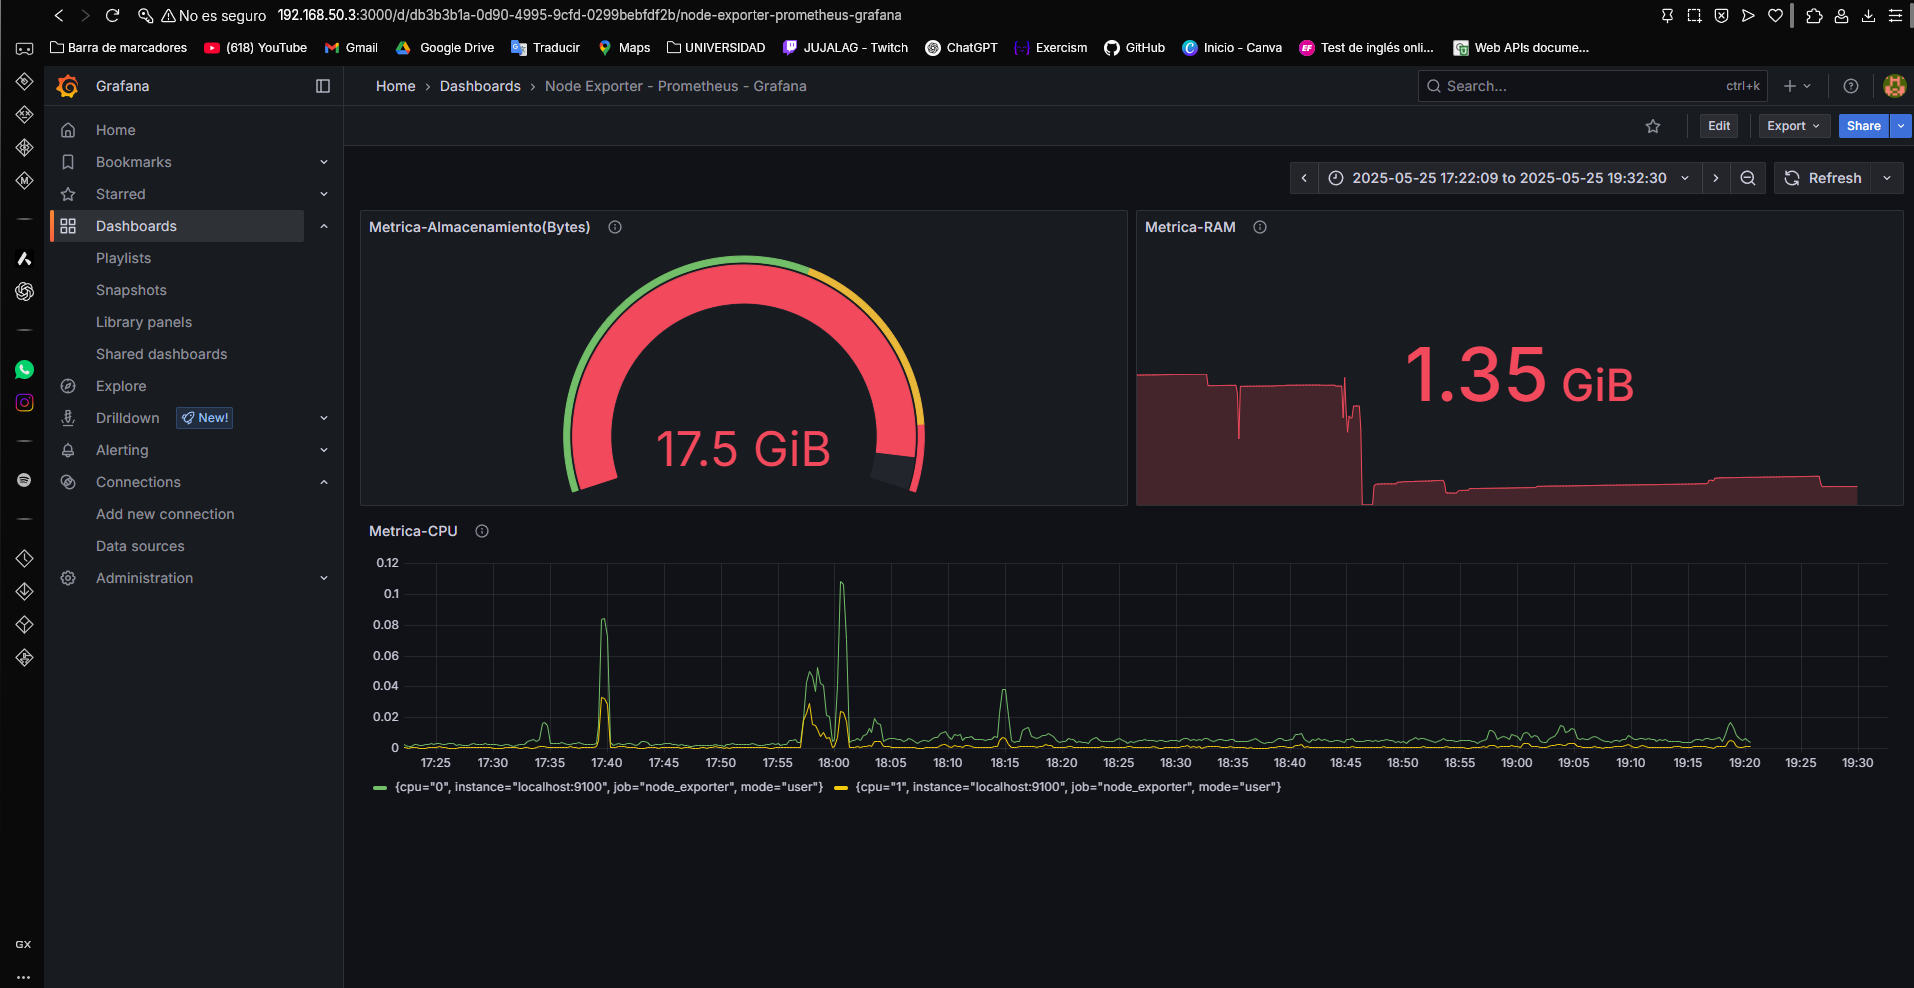 No es seguro 192.168.50.3:3000/d/db3b3b1a-0d90-4995-9cfd-0299bebfdf2b/node-exporter-prometheus-grafana
Barra de marcadores (618) YouTube Gmail Google Drive Traducir Maps UNIVERSIDAD JUJALAG - Twitch ChatGPT Exercism GitHub Inicio - Canva Test de inglés onli... Web APIs docume...
Grafana
Home › Dashboards › Node Exporter - Prometheus - Grafana
Search... ctrl+k
Edit Export Share
2025-05-25 17:22:09 to 2025-05-25 19:32:30 Refresh
Home
Bookmarks
Starred
Dashboards
Playlists
Snapshots
Library panels
Shared dashboards
Explore
Drilldown New!
Alerting
Connections
Add new connection
Data sources
Administration
GX
Metrica-Almacenamiento(Bytes)
17.5 GiB
Metrica-RAM
1.35 GiB
Metrica-CPU
0.12
0.1
0.08
0.06
0.04
0.02
0
17:25 17:30 17:35 17:40 17:45 17:50 17:55 18:00 18:05 18:10 18:15 18:20 18:25 18:30 18:35 18:40 18:45 18:50 18:55 19:00 19:05 19:10 19:15 19:20 19:25 19:30
{cpu="0", instance="localhost:9100", job="node_exporter", mode="user"} {cpu="1", instance="localhost:9100", job="node_exporter", mode="user"}